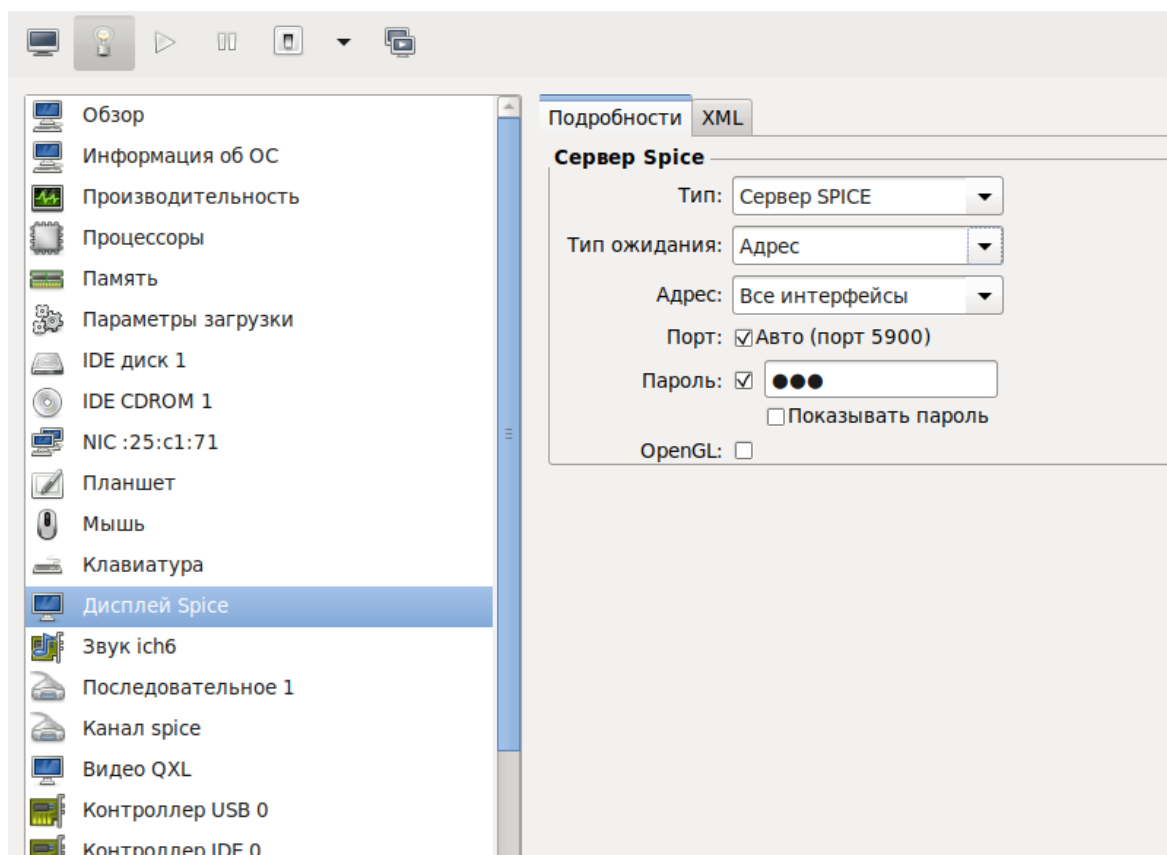 Обзор
Информация об ОС
Производительность
Процессоры
Память
Параметры загрузки
IDE диск 1
IDE CDROM 1
NIC :25:c1:71
Планшет
Мышь
Клавиатура
Дисплей Spice
Звук ich6
Последовательное 1
Канал spice
Видео QXL
Контроллер USB 0
Контроллер IDE 0
Подробности XML
Сервер Spice
Тип: Сервер SPICE
Тип ожидания: Адрес
Адрес: Все интерфейсы
Порт: Авто (порт 5900)
Пароль: ●●●
Показывать пароль
OpenGL: